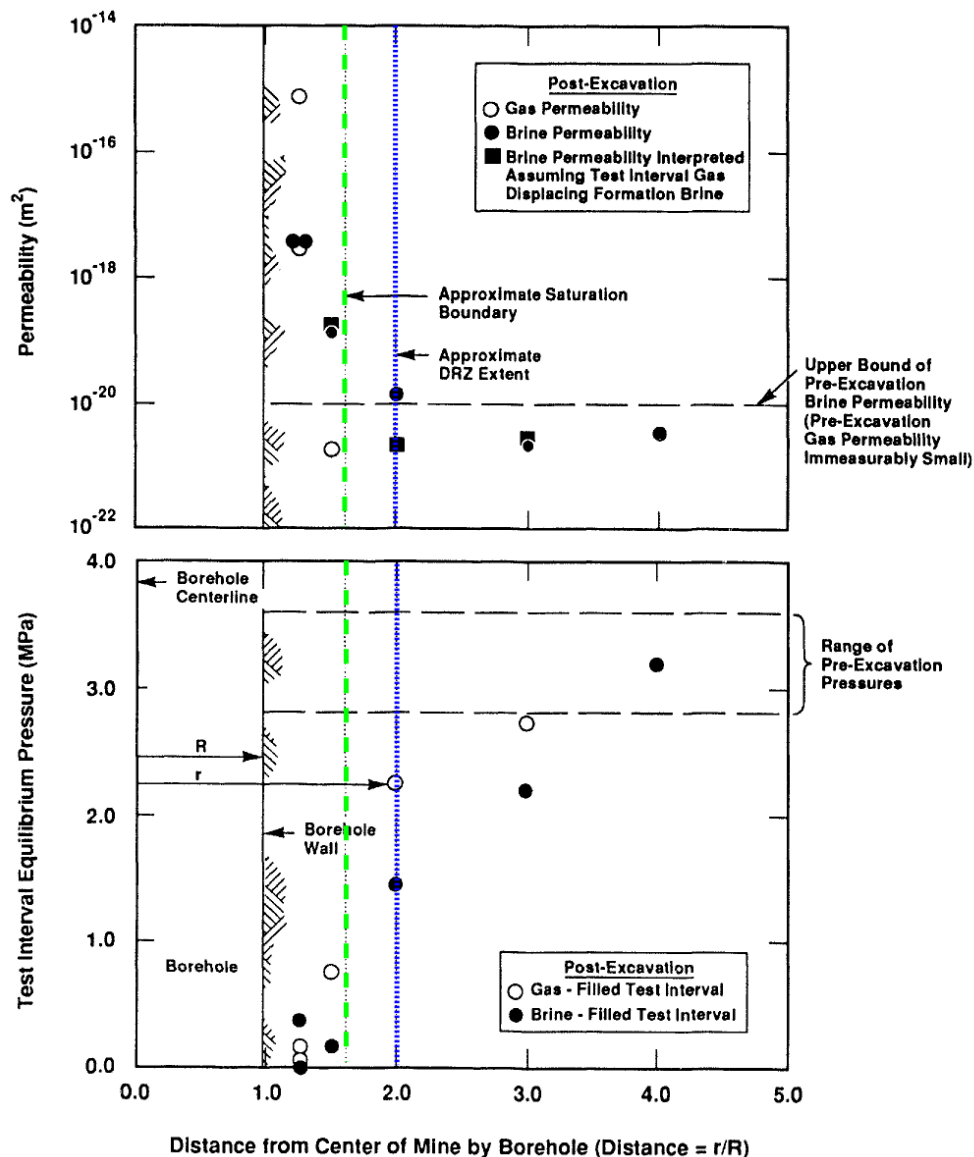 10⁻¹⁴
10⁻¹⁶
10⁻¹⁸
10⁻²⁰
10⁻²²
Permeability (m²)
Post-Excavation
Gas Permeability
Brine Permeability
Brine Permeability Interpreted
Assuming Test Interval Gas
Displacing Formation Brine
Approximate Saturation
Boundary
Approximate
DRZ Extent
Upper Bound of
Pre-Excavation
Brine Permeability
(Pre-Excavation
Gas Permeability
Immeasurably Small)
4.0
3.0
2.0
1.0
0.0
Test Interval Equilibrium Pressure (MPa)
Borehole
Centerline
Range of
Pre-Excavation
Pressures
R
r
Borehole
Wall
Borehole
Post-Excavation
Gas - Filled Test Interval
Brine - Filled Test Interval
0.0 1.0 2.0 3.0 4.0 5.0
Distance from Center of Mine by Borehole (Distance = r/R)